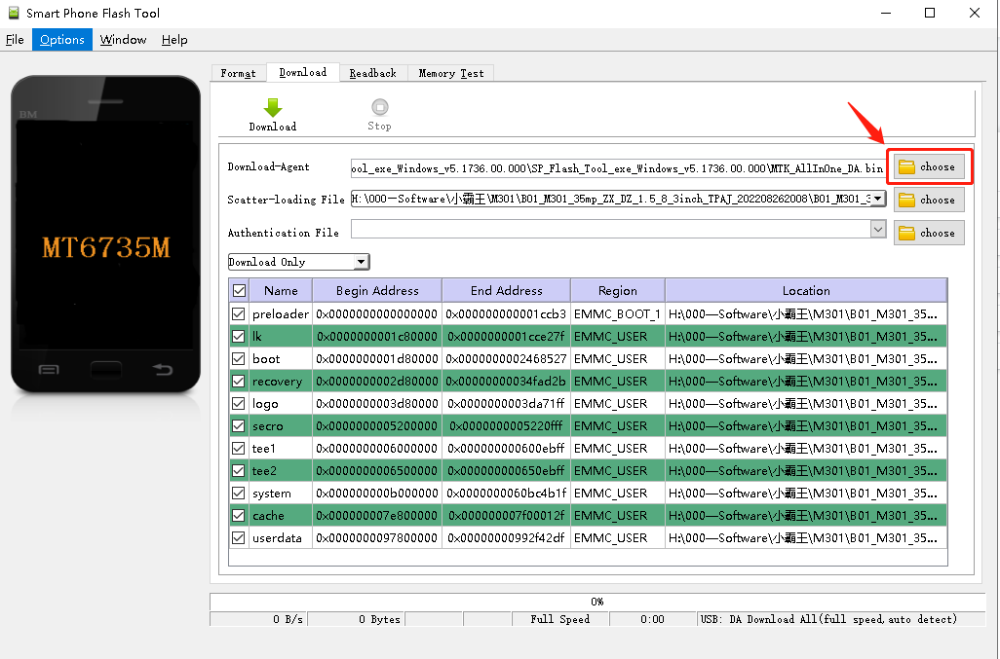 Smart Phone Flash Tool
File Options Window Help
Format Download Readback Memory Test
BM
Download Stop
Download-Agent ool_exe_Windows_v5.1736.00.000\SP_Flash_Tool_exe_Windows_v5.1736.00.000\MTK_AllInOne_DA.bin choose
Scatter-loading File H:\000—Software\小霸王\M301\B01_M301_35mp_ZX_DZ_1.5_8_3inch_TPAJ_202208262008\B01_M301_3 choose
Authentication File choose
MT6735M
Download Only
Name Begin Address End Address Region Location
preloader 0x0000000000000000 0x000000000001ccb3 EMMC_BOOT_1 H:\000—Software\小霸王\M301\B01_M301_35...
lk 0x0000000001c80000 0x0000000001cce27f EMMC_USER H:\000—Software\小霸王\M301\B01_M301_35...
boot 0x0000000001d80000 0x0000000002468527 EMMC_USER H:\000—Software\小霸王\M301\B01_M301_35...
recovery 0x0000000002d80000 0x00000000034fad2b EMMC_USER H:\000—Software\小霸王\M301\B01_M301_35...
logo 0x0000000003d80000 0x0000000003da71ff EMMC_USER H:\000—Software\小霸王\M301\B01_M301_35...
secro 0x0000000005200000 0x0000000005220fff EMMC_USER H:\000—Software\小霸王\M301\B01_M301_35...
tee1 0x0000000006000000 0x000000000600ebff EMMC_USER H:\000—Software\小霸王\M301\B01_M301_35...
tee2 0x0000000006500000 0x000000000650ebff EMMC_USER H:\000—Software\小霸王\M301\B01_M301_35...
system 0x000000000b000000 0x0000000060bc4b1f EMMC_USER H:\000—Software\小霸王\M301\B01_M301_35...
cache 0x000000007e800000 0x000000007f00012f EMMC_USER H:\000—Software\小霸王\M301\B01_M301_35...
userdata 0x0000000097800000 0x00000000992f42df EMMC_USER H:\000—Software\小霸王\M301\B01_M301_35...
0%
0 B/s 0 Bytes Full Speed 0:00 USB: DA Download All(full speed,auto detect)